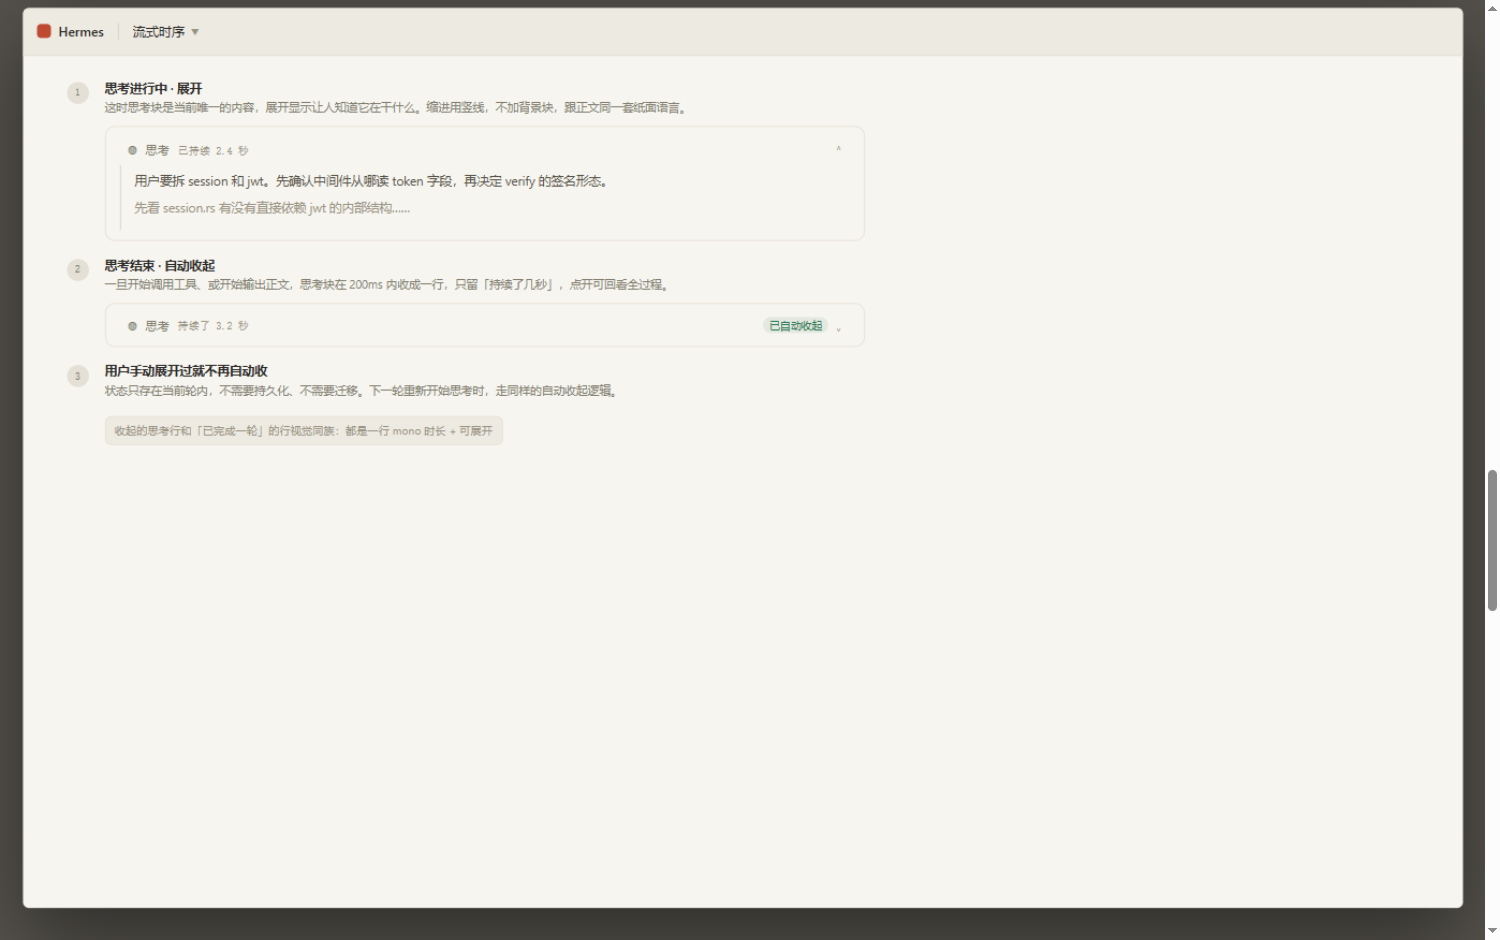 Hermes
流式时序
1
思考进行中 · 展开
这时思考块是当前唯一的内容，展开显示让人知道它在干什么。缩进用竖线，不加背景块，跟正文同一套纸面语言。
思考 已持续 2.4 秒
用户要拆 session 和 jwt。先确认中间件从哪读 token 字段，再决定 verify 的签名形态。
先看 session.rs 有没有直接依赖 jwt 的内部结构……
2
思考结束 · 自动收起
一旦开始调用工具、或开始输出正文，思考块在 200ms 内收成一行，只留「持续了几秒」，点开可回看全过程。
思考 持续了 3.2 秒
已自动收起
3
用户手动展开过就不再自动收
状态只存在当前轮内，不需要持久化、不需要迁移。下一轮重新开始思考时，走同样的自动收起逻辑。
收起的思考行和「已完成一轮」的行视觉同族：都是一行 mono 时长 + 可展开